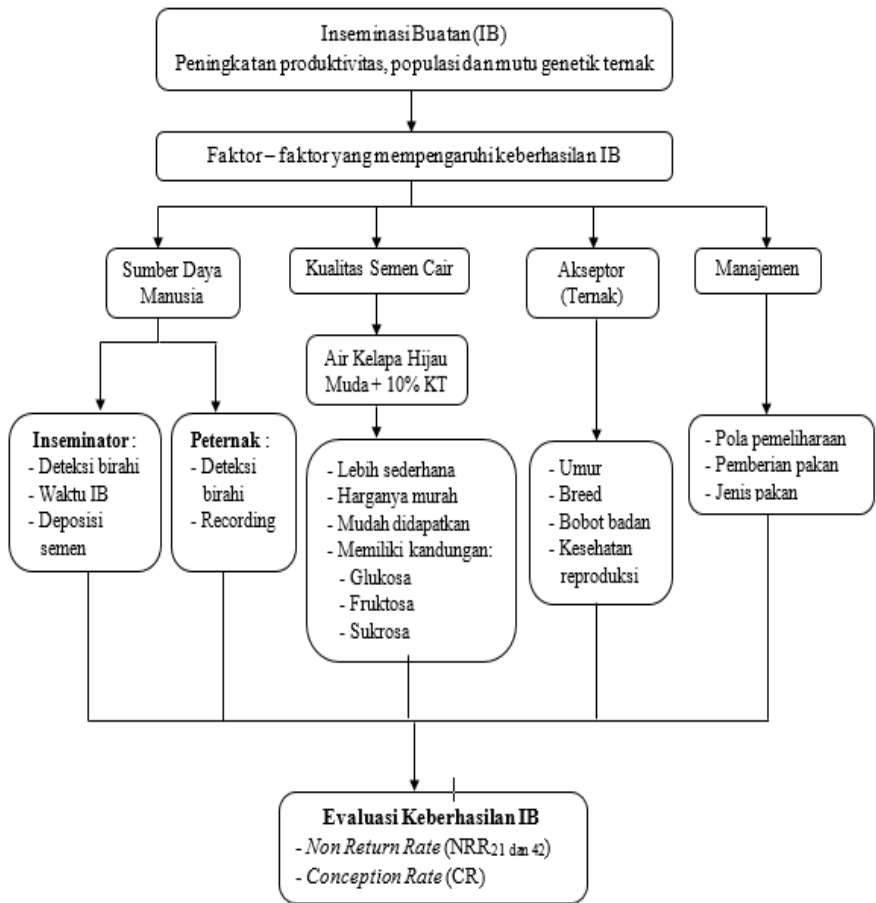 Inseminasi Buatan (IB)
Peningkatan produktivitas, populasi dan mutu genetik ternak
Faktor – faktor yang mempengaruhi keberhasilan IB
Sumber Daya
Manusia
Kualitas Semen Cair
Akseptor
(Ternak)
Manajemen
Air Kelapa Hijau
Muda + 10% KT
Inseminator :
- Deteksi birahi
- Waktu IB
- Deposisi
semen
Peternak :
- Deteksi
birahi
- Recording
- Lebih sederhana
- Harganya murah
- Mudah didapatkan
- Memiliki kandungan:
- Glukosa
- Fruktosa
- Sukrosa
- Umur
- Breed
- Bobot badan
- Kesehatan
reproduksi
- Pola pemeliharaan
- Pemberian pakan
- Jenis pakan
Evaluasi Keberhasilan IB
- Non Return Rate (NRR21 dan 42)
- Conception Rate (CR)